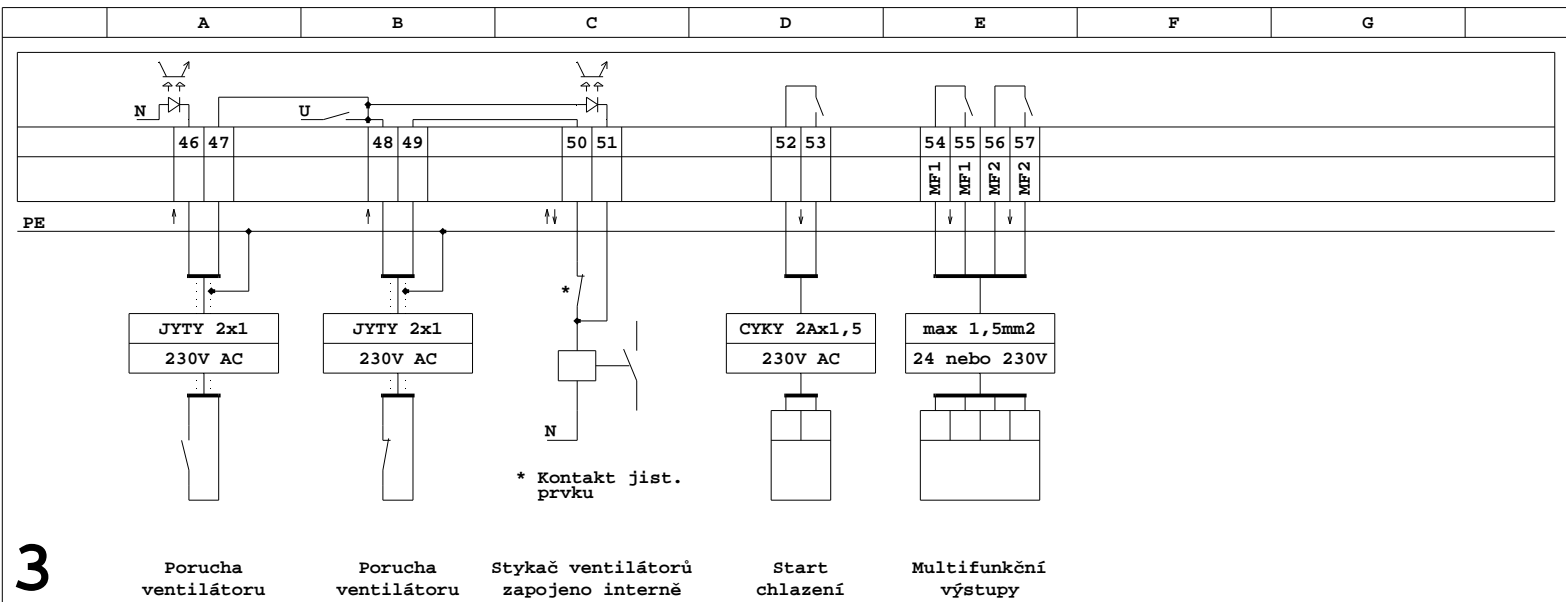 A B C D E F G
N U
46 47 48 49 50 51 52 53 54 55 56 57
MF1 MF1 MF2 MF2
PE
*
JYTY 2x1 JYTY 2x1 CYKY 2Ax1,5 max 1,5mm2
230V AC 230V AC 230V AC 24 nebo 230V
N
* Kontakt jist.
prvku
3
Porucha Porucha Stykač ventilátorů Start Multifunkční
ventilátoru ventilátoru zapojeno interně chlazení výstupy